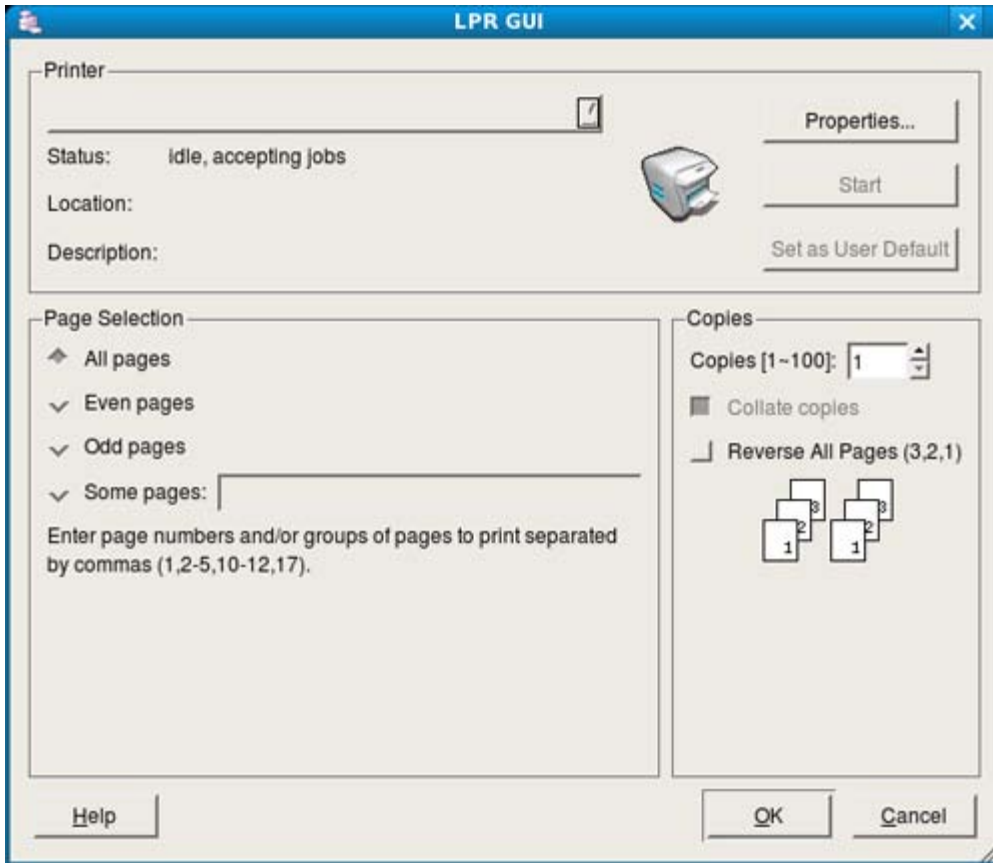 LPR GUI
Printer
Properties...
Status: idle, accepting jobs
Start
Location:
Set as User Default
Description:
Page Selection
All pages
Even pages
Odd pages
Some pages:
Enter page numbers and/or groups of pages to print separated
by commas (1,2-5,10-12,17).
Copies
Copies [1~100]: 1
Collate copies
Reverse All Pages (3,2,1)
3 3
2 2
1 1
Help
OK
Cancel